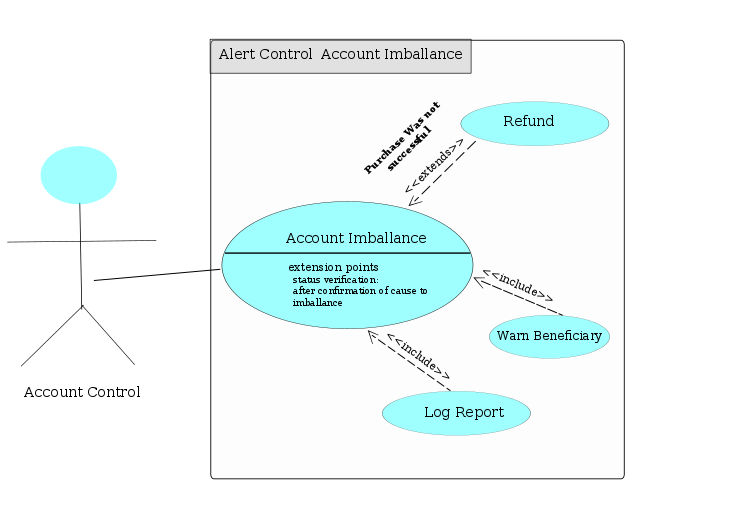 Alert Control  Account Imballance
Purchase Was not
successful
Refund
<<extends>>
Account Imballance
extension points
status verification:
after confirmation of cause to
imballance
<<include>>
Warn Beneficiary
<<include>>
Log Report
Account Control